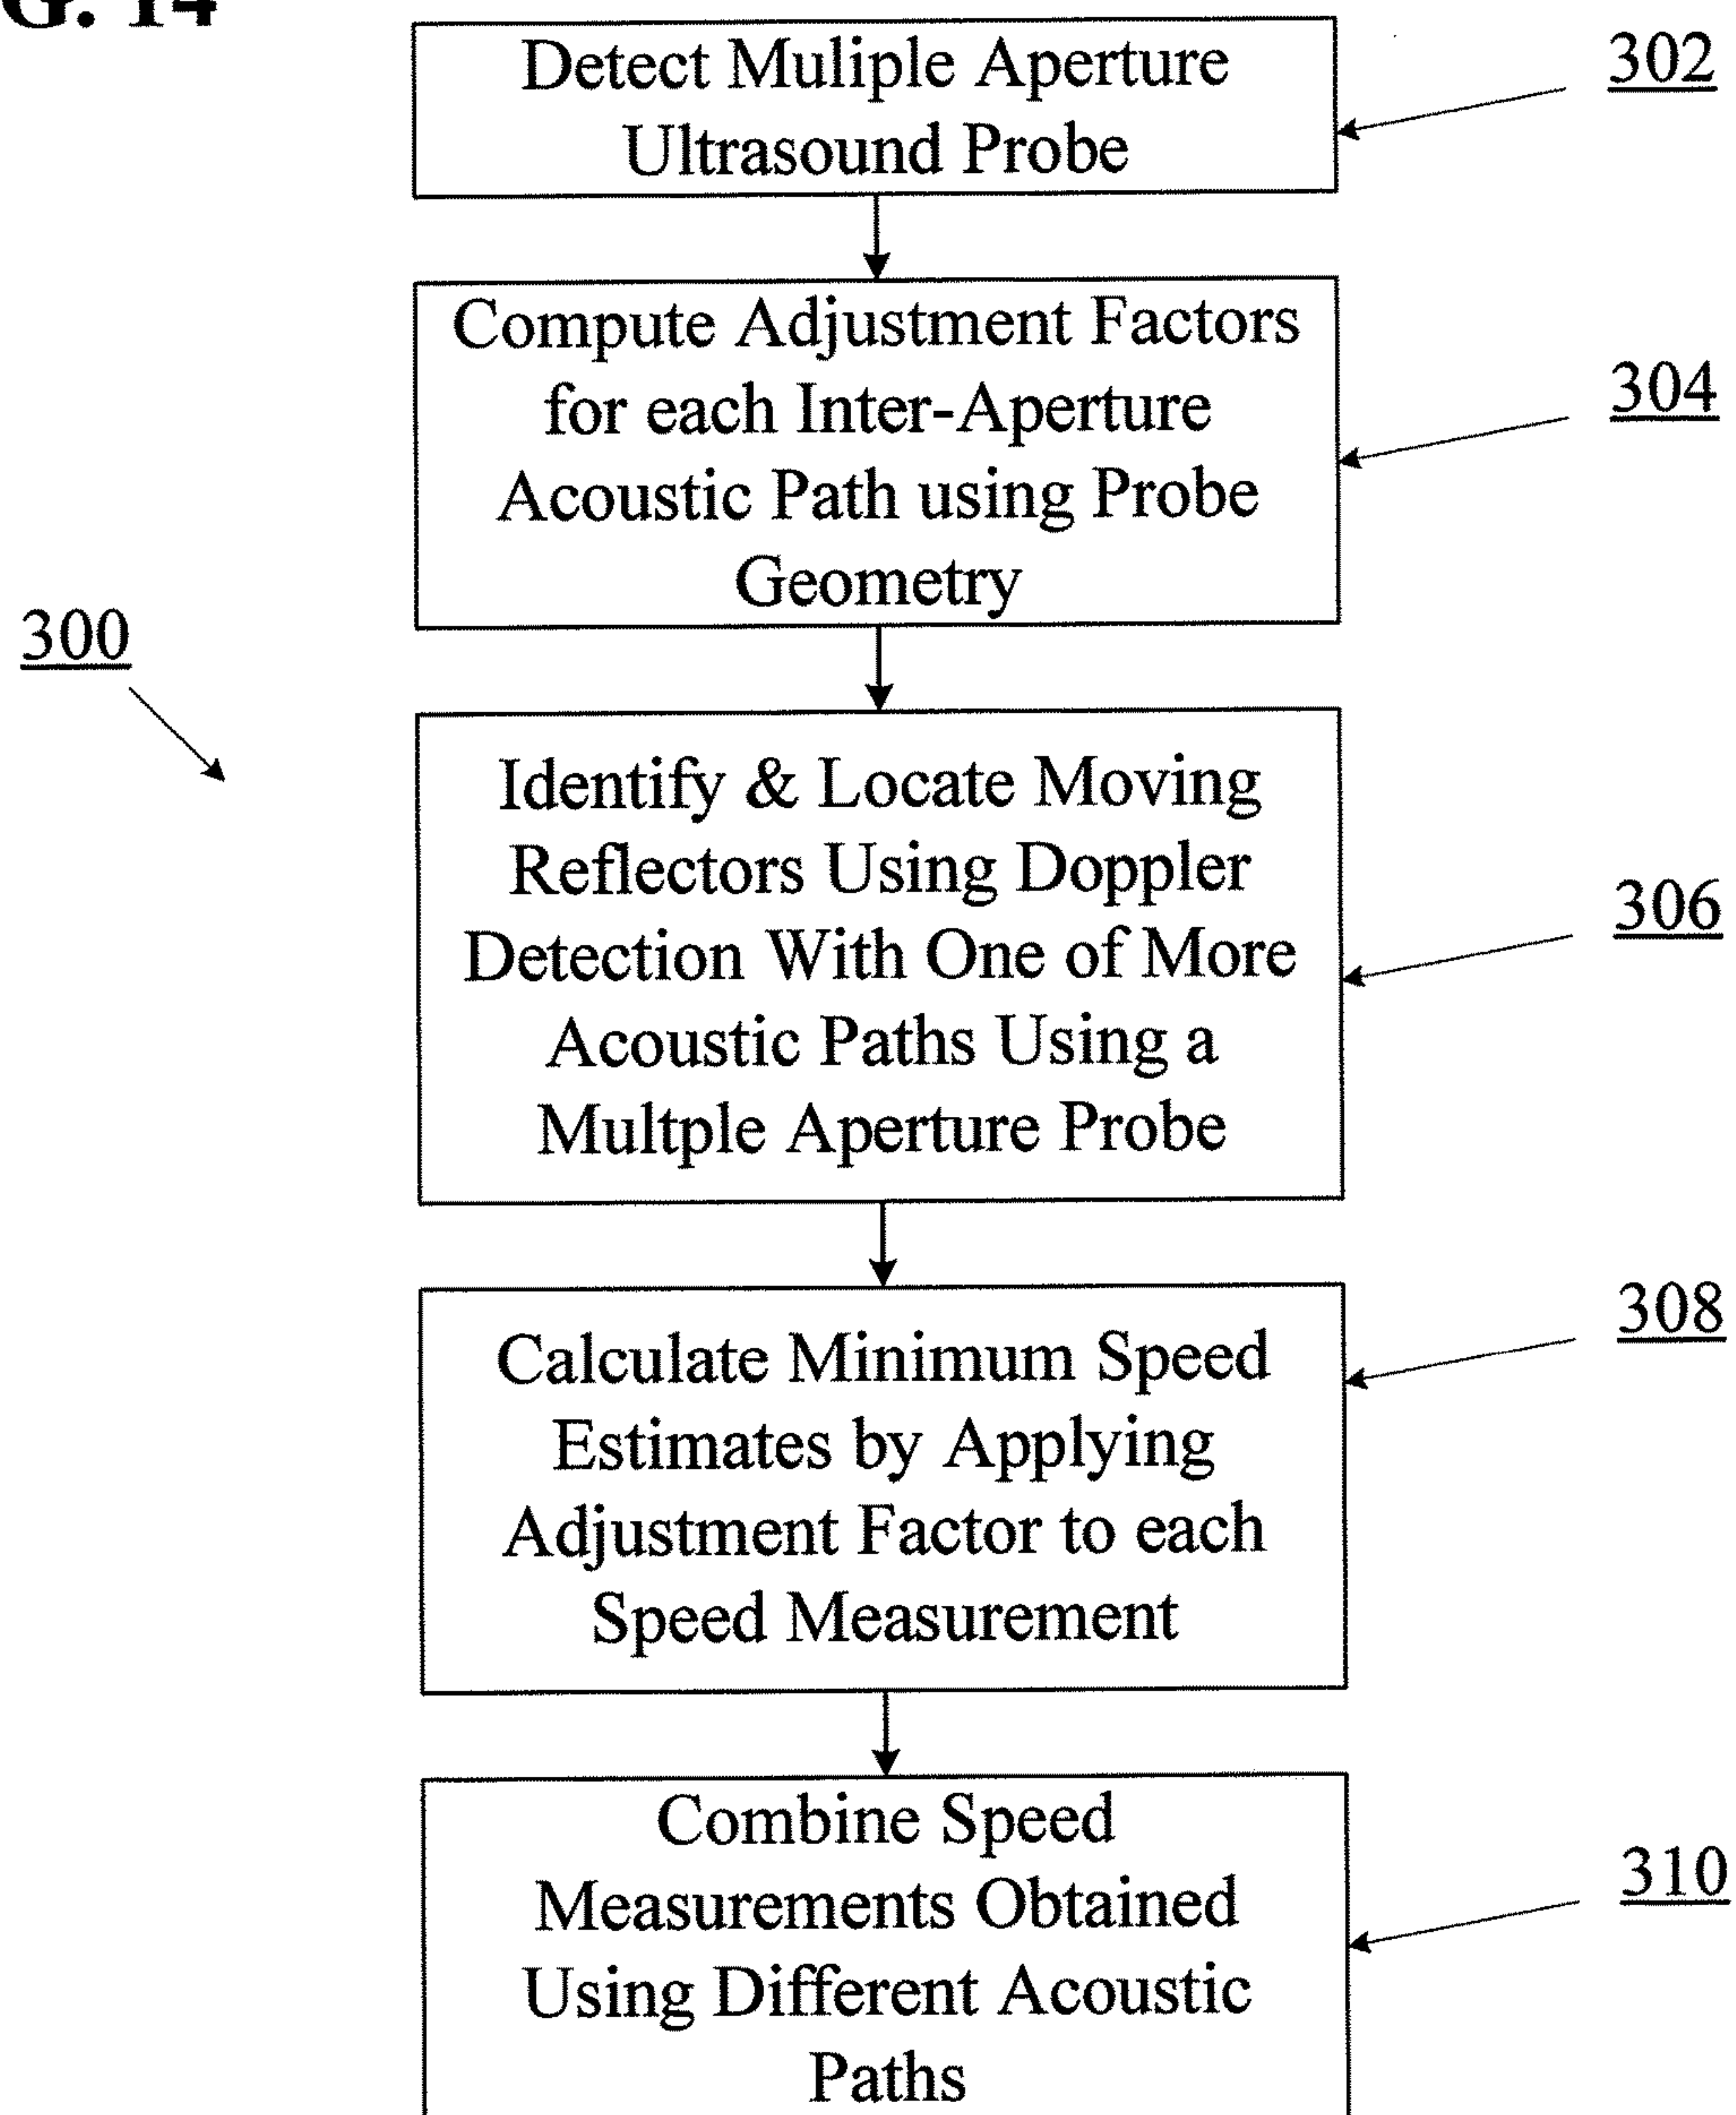 G. 14
Detect Muliple Aperture
Ultrasound Probe
302
Compute Adjustment Factors
for each Inter-Aperture
Acoustic Path using Probe
Geometry
304
300
Identify & Locate Moving
Reflectors Using Doppler
Detection With One of More
Acoustic Paths Using a
Multple Aperture Probe
306
Calculate Minimum Speed
Estimates by Applying
Adjustment Factor to each
Speed Measurement
308
Combine Speed
Measurements Obtained
Using Different Acoustic
Paths
310